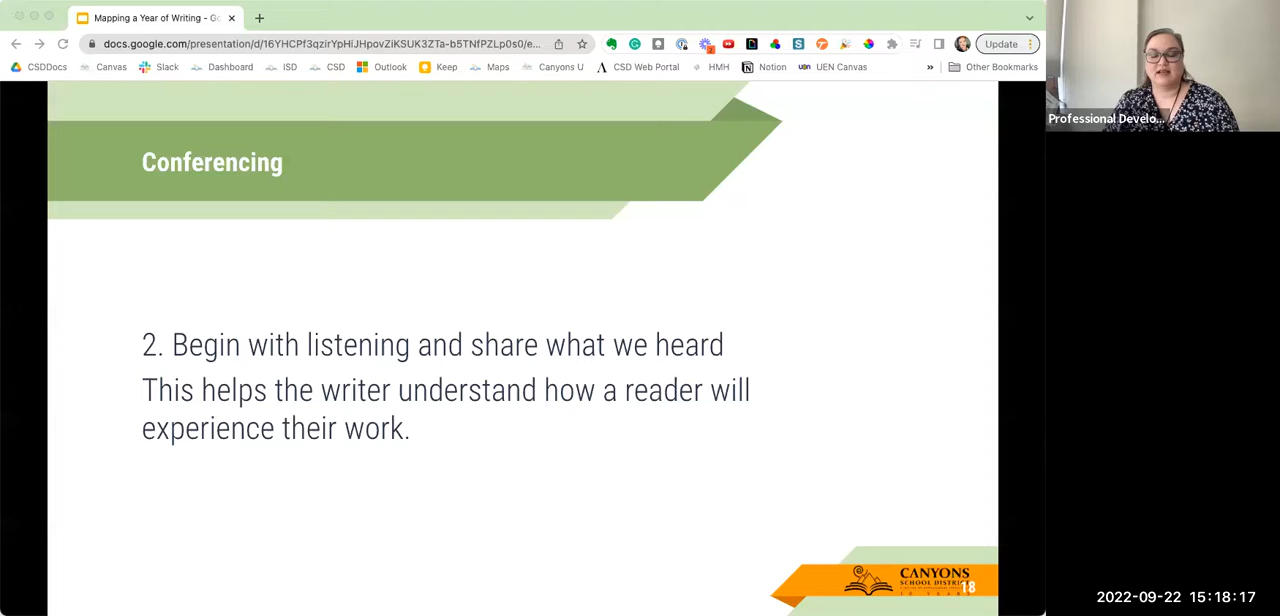 Mapping a Year of Writing - Go
docs.google.com/presentation/d/16YHCPf3qzirYpHiJHpovZiKSUK3ZTa-b5TNfPZLp0s0/e...
Update
CSDDocs Canvas Slack Dashboard iSD CSD Outlook Keep Maps Canyons U CSD Web Portal HMH Notion UEN Canvas » Other Bookmarks
Professional Develo...
Conferencing
2. Begin with listening and share what we heard
This helps the writer understand how a reader will
experience their work.
CANYONS
SCHOOL DISTRI
18
2022-09-22 15:18:17